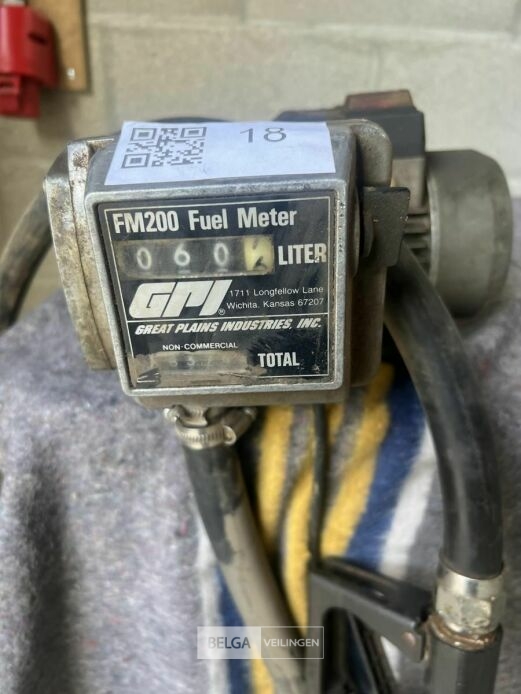 18
FM200 Fuel Meter
0 6 0 LITER
GPI®
1711 Longfellow Lane
Wichita, Kansas 67207
GREAT PLAINS INDUSTRIES, INC.
NON-COMMERCIAL
TOTAL
BELGA VEILINGEN